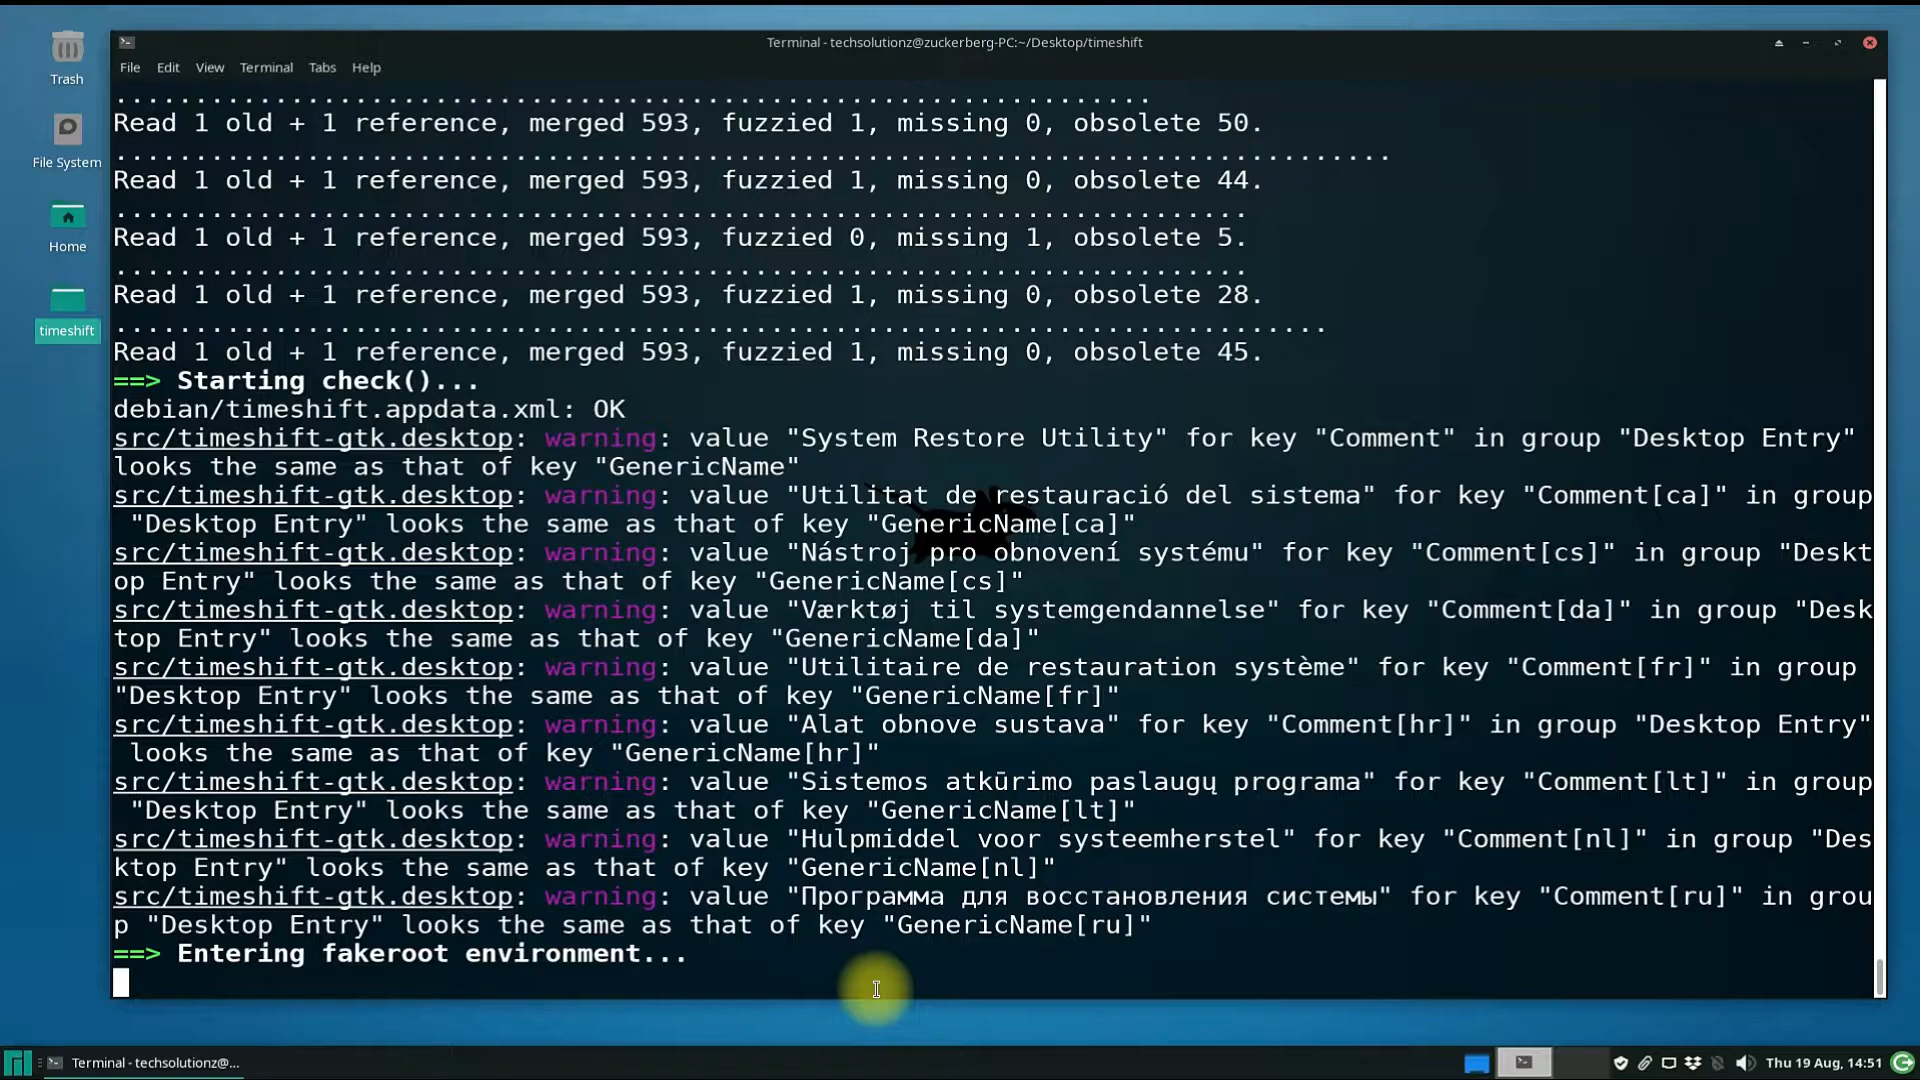 Trash
File System
Home
timeshift
Terminal - techsolutionz@zuckerberg-PC:~/Desktop/timeshift
File Edit View Terminal Tabs Help
.................................................................
Read 1 old + 1 reference, merged 593, fuzzied 1, missing 0, obsolete 50.
................................................................................
Read 1 old + 1 reference, merged 593, fuzzied 1, missing 0, obsolete 44.
.......................................................................
Read 1 old + 1 reference, merged 593, fuzzied 0, missing 1, obsolete 5.
.......................................................................
Read 1 old + 1 reference, merged 593, fuzzied 1, missing 0, obsolete 28.
............................................................................
Read 1 old + 1 reference, merged 593, fuzzied 1, missing 0, obsolete 45.
==> Starting check()...
debian/timeshift.appdata.xml: OK
src/timeshift-gtk.desktop: warning: value "System Restore Utility" for key "Comment" in group "Desktop Entry"
looks the same as that of key "GenericName"
src/timeshift-gtk.desktop: warning: value "Utilitat de restauració del sistema" for key "Comment[ca]" in group
"Desktop Entry" looks the same as that of key "GenericName[ca]"
src/timeshift-gtk.desktop: warning: value "Nástroj pro obnovení systému" for key "Comment[cs]" in group "Deskt
op Entry" looks the same as that of key "GenericName[cs]"
src/timeshift-gtk.desktop: warning: value "Værktøj til systemgendannelse" for key "Comment[da]" in group "Desk
top Entry" looks the same as that of key "GenericName[da]"
src/timeshift-gtk.desktop: warning: value "Utilitaire de restauration système" for key "Comment[fr]" in group
"Desktop Entry" looks the same as that of key "GenericName[fr]"
src/timeshift-gtk.desktop: warning: value "Alat obnove sustava" for key "Comment[hr]" in group "Desktop Entry"
looks the same as that of key "GenericName[hr]"
src/timeshift-gtk.desktop: warning: value "Sistemos atkūrimo paslaugų programa" for key "Comment[lt]" in group
"Desktop Entry" looks the same as that of key "GenericName[lt]"
src/timeshift-gtk.desktop: warning: value "Hulpmiddel voor systeemherstel" for key "Comment[nl]" in group "Des
ktop Entry" looks the same as that of key "GenericName[nl]"
src/timeshift-gtk.desktop: warning: value "Программа для восстановления системы" for key "Comment[ru]" in grou
p "Desktop Entry" looks the same as that of key "GenericName[ru]"
==> Entering fakeroot environment...
Terminal - techsolutionz@...
Thu 19 Aug, 14:51